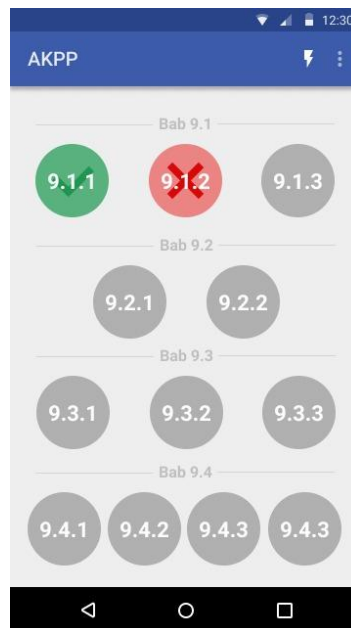 12:30
AKPP
Bab 9.1
9.1.1 9.1.2 9.1.3
Bab 9.2
9.2.1 9.2.2
Bab 9.3
9.3.1 9.3.2 9.3.3
Bab 9.4
9.4.1 9.4.2 9.4.3 9.4.3